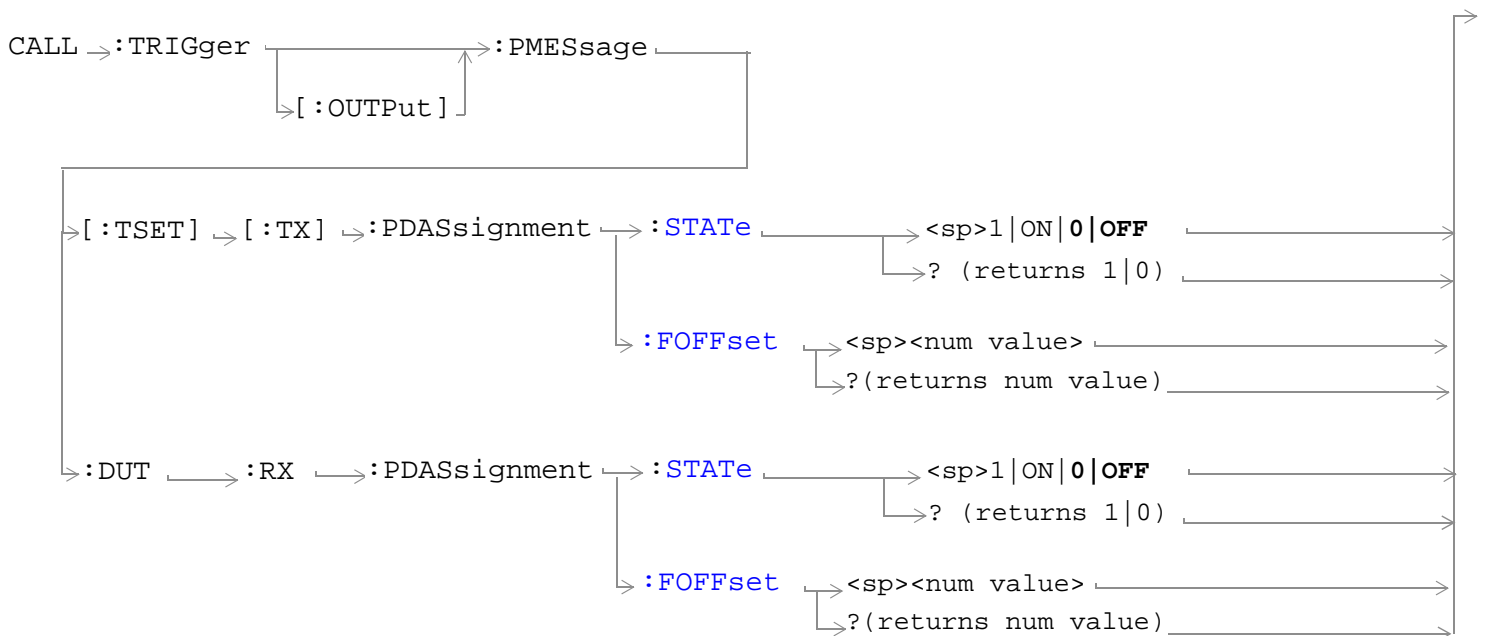 CALL :TRIGger :PMESsage
[:OUTPut]
[:TSET] [:TX] :PDASsignment :STATe <sp>1|ON|0|OFF
? (returns 1|0)
:FOFFset <sp><num value>
?(returns num value)
:DUT :RX :PDASsignment :STATe <sp>1|ON|0|OFF
? (returns 1|0)
:FOFFset <sp><num value>
?(returns num value)